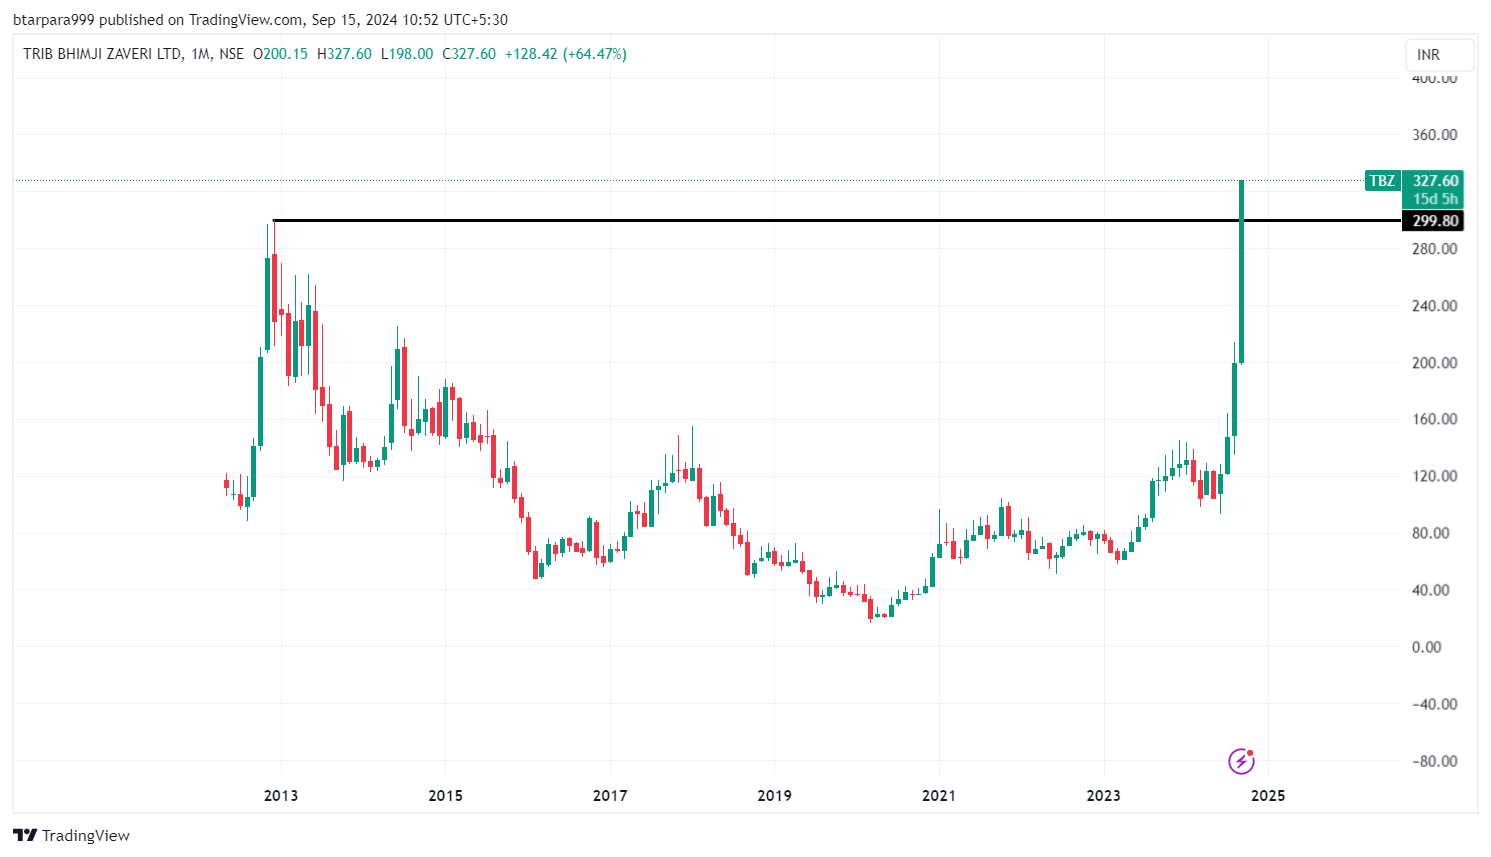 btarpara999 published on TradingView.com, Sep 15, 2024 10:52 UTC+5:30
TRIB BHIMJI ZAVERI LTD, 1M, NSE O200.15 H327.60 L198.00 C327.60 +128.42 (+64.47%)
INR
400.00
360.00
TBZ 327.60
15d 5h
299.80
280.00
240.00
200.00
160.00
120.00
80.00
40.00
0.00
−40.00
−80.00
2013 2015 2017 2019 2021 2023 2025
TradingView